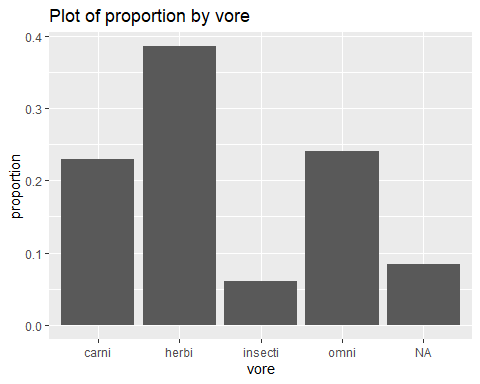 Plot of proportion by vore
0.4
0.3
0.2
0.1
0.0
proportion
carni herbi insecti omni NA
vore